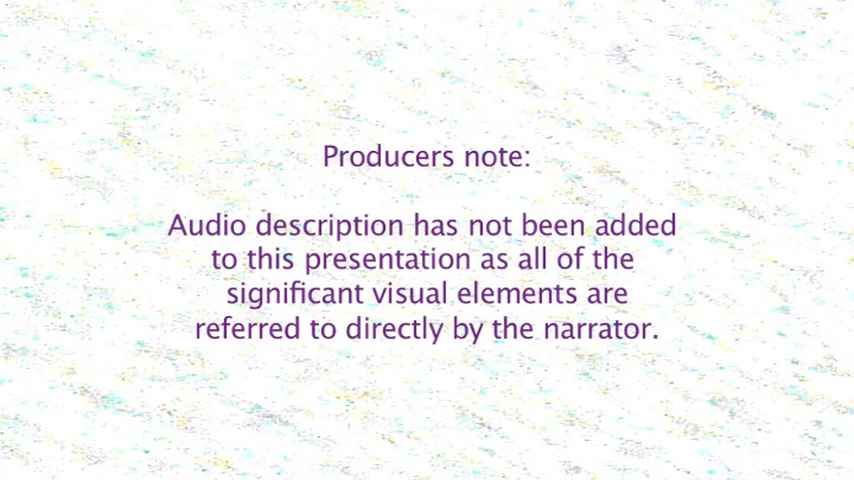 Producers note:
Audio description has not been added
to this presentation as all of the
significant visual elements are
referred to directly by the narrator.